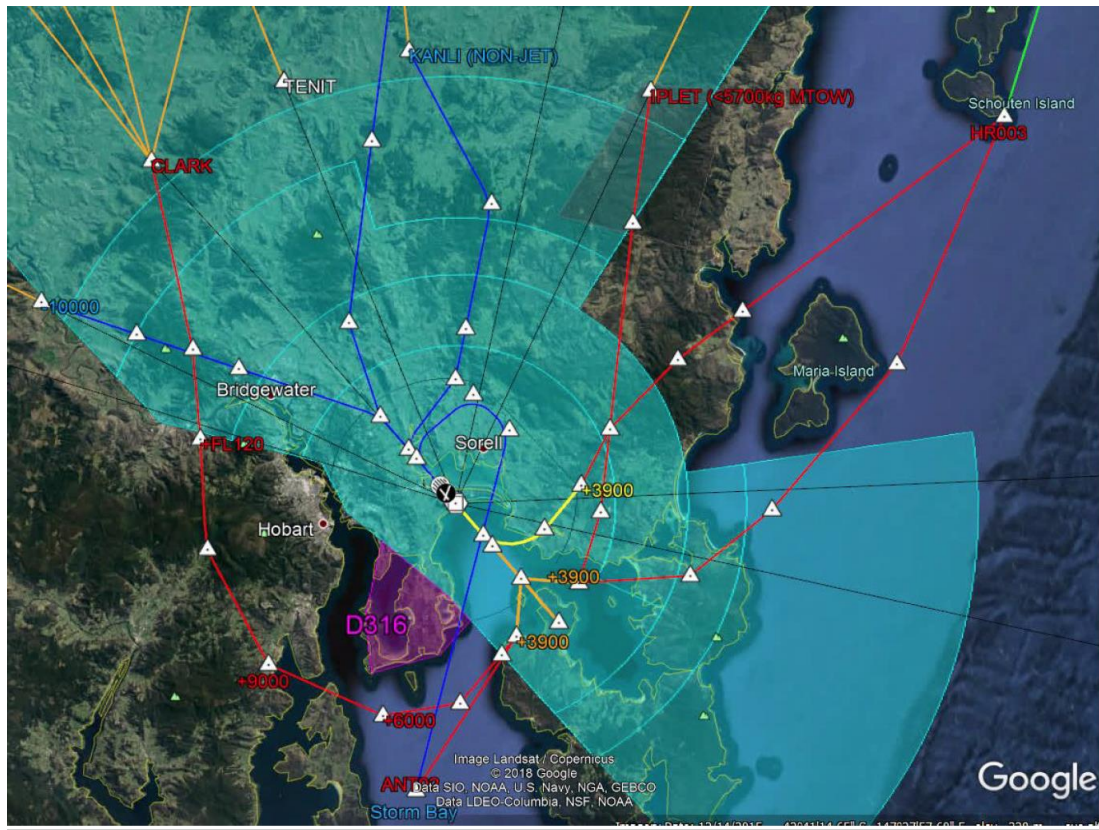 KANLI (NON-JET)
TENIT
IPLET (<5700kg MTOW)
Schouten Island
HR003
CLARK
-10000
Maria Island
Bridgewater
+FL120
Sorell
+3900
Hobart
+3900
D316
+3900
+9000
+6000
Image Landsat / Copernicus
© 2018 Google
Data SIO, NOAA, U.S. Navy, NGA, GEBCO
Data LDEO-Columbia, NSF, NOAA
Google
Storm Bay